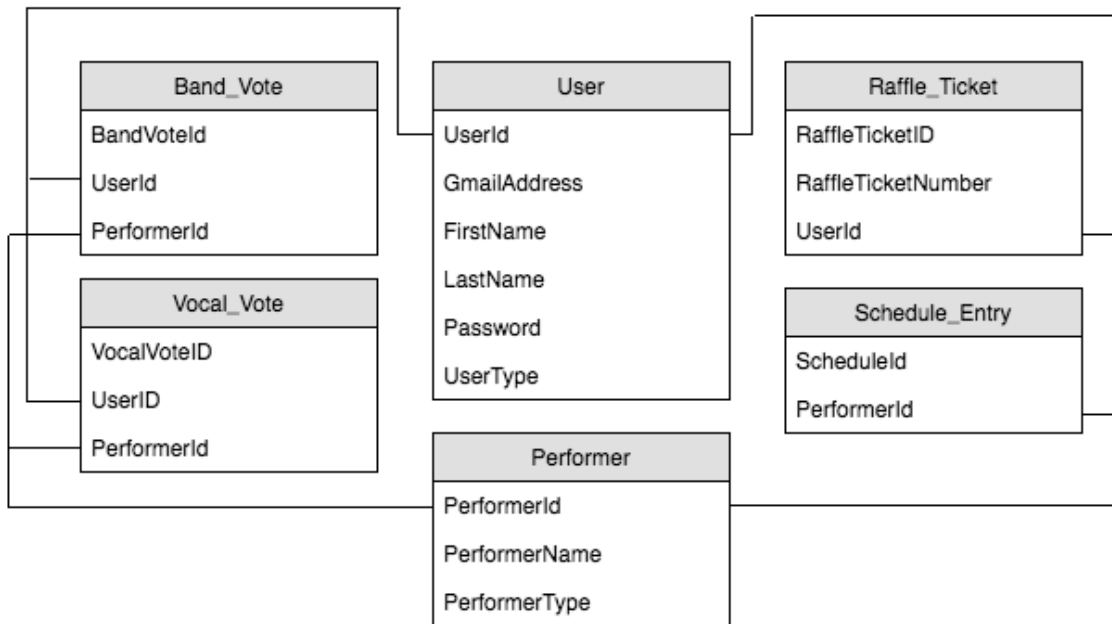 Band_Vote
BandVoteId
UserId
PerformerId
Vocal_Vote
VocalVoteID
UserID
PerformerId
User
UserId
GmailAddress
FirstName
LastName
Password
UserType
Performer
PerformerId
PerformerName
PerformerType
Raffle_Ticket
RaffleTicketID
RaffleTicketNumber
UserId
Schedule_Entry
ScheduleId
PerformerId